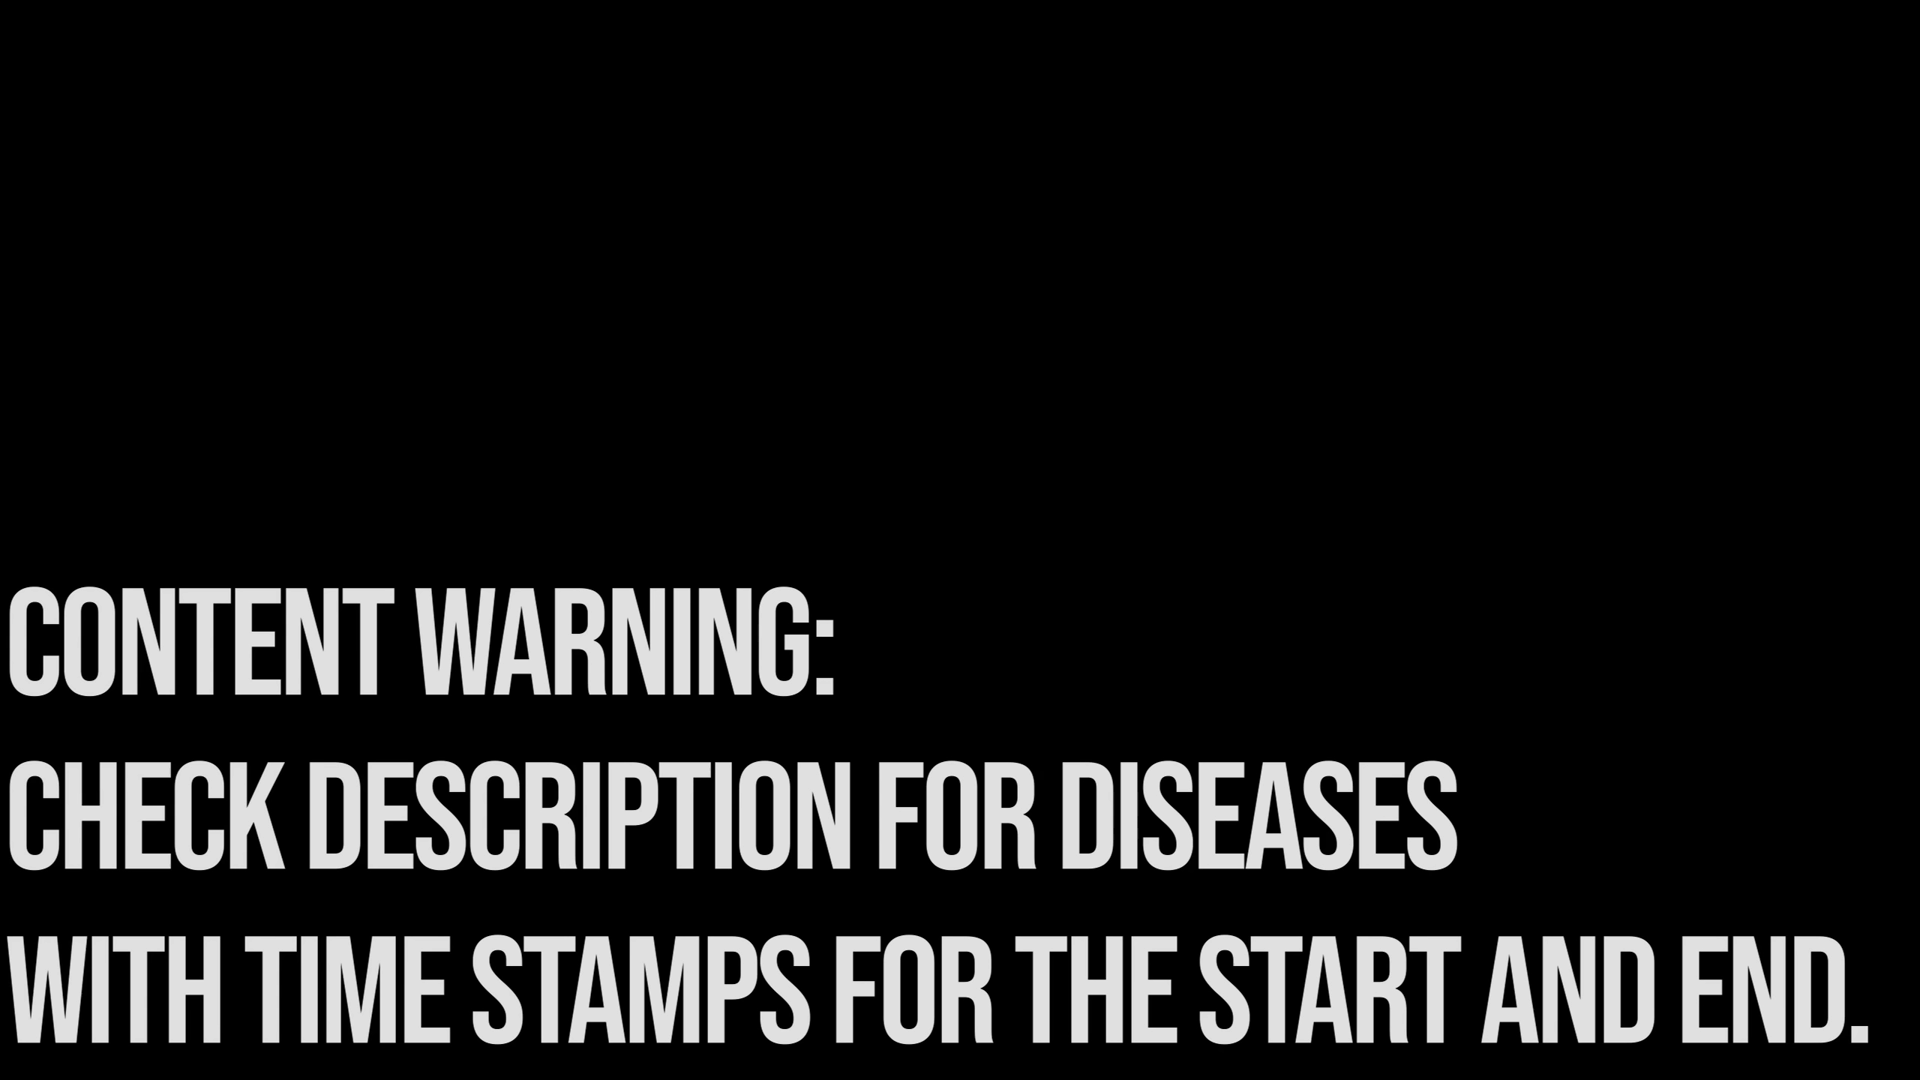 CONTENT WARNING:
CHECK DESCRIPTION FOR DISEASES
WITH TIME STAMPS FOR THE START AND END.